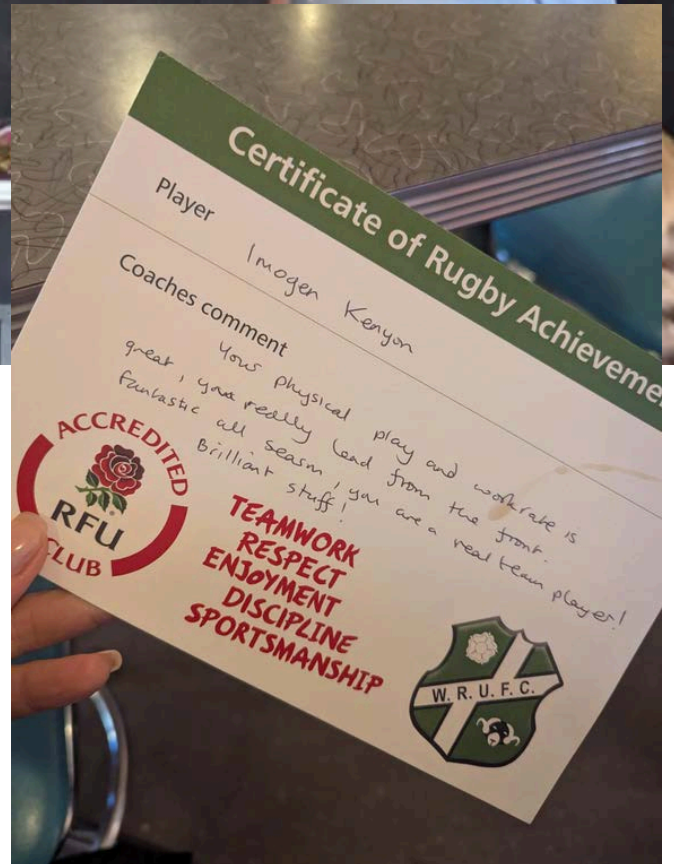 Certificate of Rugby Achieveme
Player
Imogen Kenyon
Coaches comment
Your physical play and workrate is
great, you really lead from the front.
Fantastic all season, you are a real team player!
Brilliant stuff!
ACCREDITED
RFU
CLUB
TEAMWORK
RESPECT
ENJOYMENT
DISCIPLINE
SPORTSMANSHIP
W. R. U. F. C.